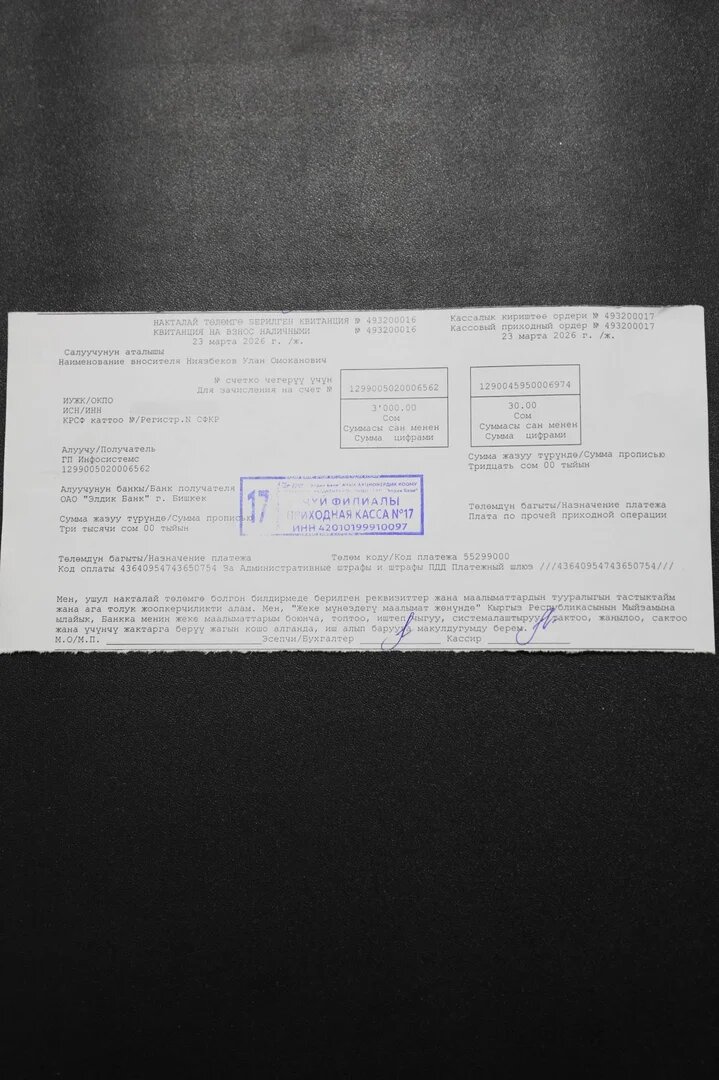 НАКТАЛАЙ ТӨЛӨМГӨ БЕРИЛГЕН КВИТАНЦИЯ № 493200016
КВИТАНЦИЯ НА ВЗНОС НАЛИЧНЫМИ № 493200016
23 марта 2026 г. /ж.
Кассалык кириштөө ордери № 493200017
Кассовый приходный ордер № 493200017
23 марта 2026 г. /ж.
Салуучунун аталышы
Наименование вносителя Ниязбеков Улан Омоканович
№ счетко чегерүү үчүн
Для зачисления на счет №
1299005020006562
1290045950006974
ИУЖК/ОКПО
ИСН/ИНН
КРСФ каттоо №/Регистр.N СФКР
3'000.00
Сом
Суммасы сан менен
Сумма цифрами
30.00
Сом
Суммасы сан менен
Сумма цифрами
Алуучу/Получатель
ГП Инфосистемс
1299005020006562
Сумма жазуу түрүндө/Сумма прописью
Тридцать сом 00 тыйын
Алуучунун банкы/Банк получателя
ОАО "Элдик Банк" г. Бишкек
17
ЧҮЙ ФИЛИАЛЫ
ПРИХОДНАЯ КАССА №17
ИНН 42010199910097
Төлөмдүн багыты/Назначение платежа
Плата по прочей приходной операции
Сумма жазуу түрүндө/Сумма прописью
Три тысячи сом 00 тыйын
Төлөмдүн багыты/Назначение платежа Төлөм коду/Код платежа 55299000
Код оплаты 43640954743650754 За Административные штрафы и штрафы ПДД Платежный шлюз ///43640954743650754///
Мен, ушул накталай төлөмгө болгон билдирмеде берилген реквизиттер жана маалыматтардын тууралыгын тастыктайм
жана ага толук жоопкерчиликти алам. Мен, "Жеке мүнөздөгү маалымат жөнүндө" Кыргыз Республикасынын Мыйзамына
ылайык, Банкка менин жеке маалыматтарым боюнча, топтоо, иштеп чыгуу, системалаштыруу, сактоо, жаңылоо, сактоо
жана үчүнчү жактарга берүү жагын кошо алганда, иш алып барууга макулдугумду берем.
М.О/М.П. Эсепчи/Бухгалтер Кассир